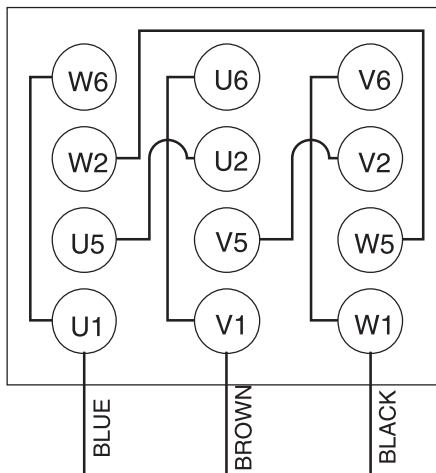 W6 U6 V6
W2 U2 V2
U5 V5 W5
U1 V1 W1
BLUE BROWN BLACK